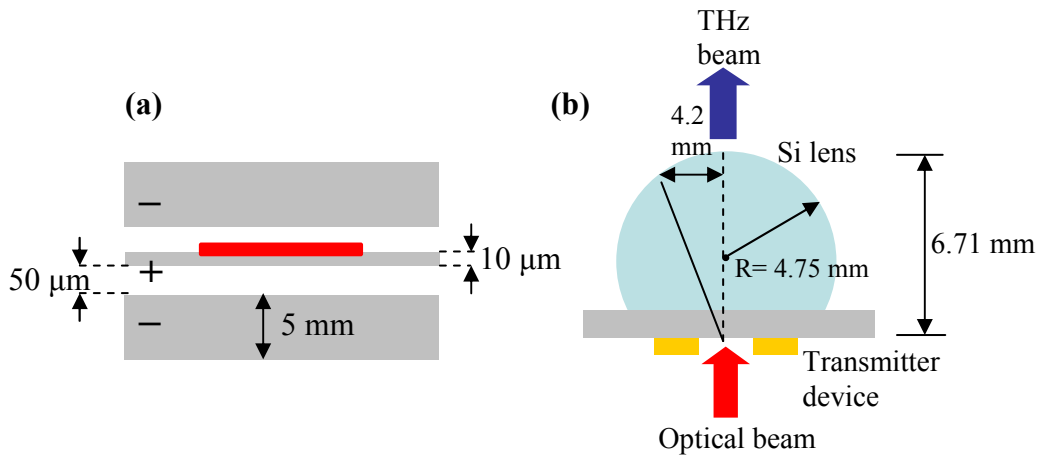 (a)
−
+
−
50 μm
10 μm
5 mm
(b)
THz
beam
4.2
mm
Si lens
R= 4.75 mm
6.71 mm
Transmitter
device
Optical beam